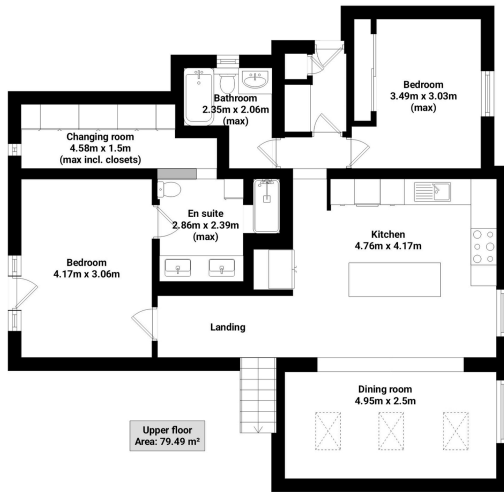 Bathroom
2.35m x 2.06m
(max)
Bedroom
3.49m x 3.03m
(max)
Changing room
4.58m x 1.5m
(max incl. closets)
En suite
2.86m x 2.39m
(max)
Kitchen
4.76m x 4.17m
Bedroom
4.17m x 3.06m
Landing
Dining room
4.95m x 2.5m
Upper floor
Area: 79.49 m²